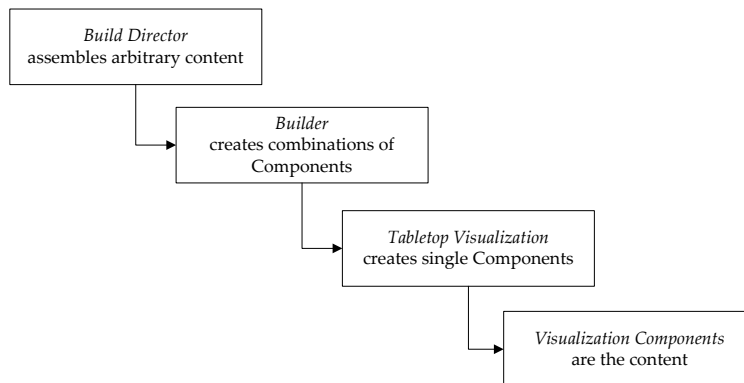 Build Director
assembles arbitrary content
Builder
creates combinations of
Components
Tabletop Visualization
creates single Components
Visualization Components
are the content